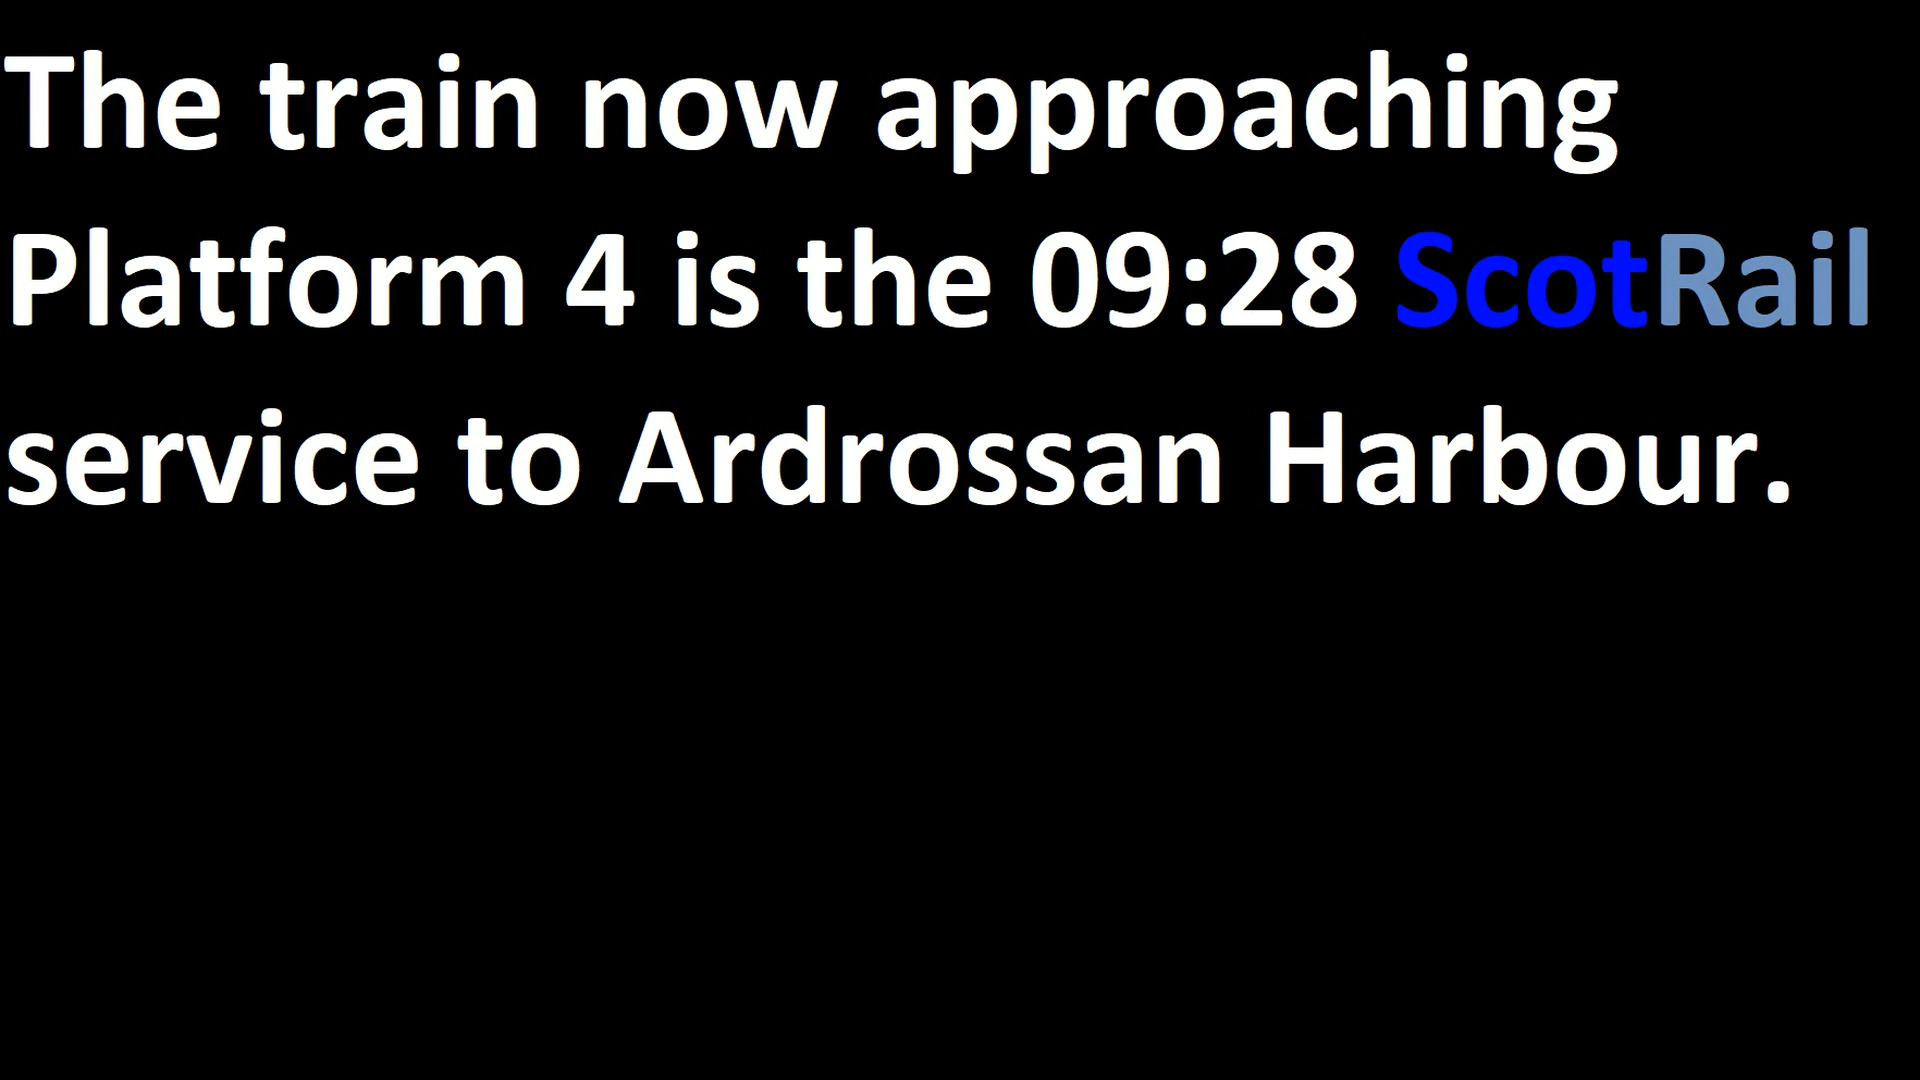 The train now approaching
Platform 4 is the 09:28 ScotRail
service to Ardrossan Harbour.